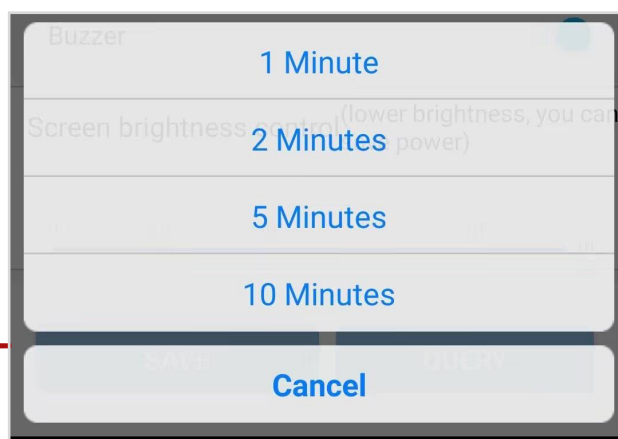 Buzzer
1 Minute
Screen brightness control (lower brightness, you can
2 Minutes
power)
5 Minutes
10 Minutes
SAVE QUERY
Cancel